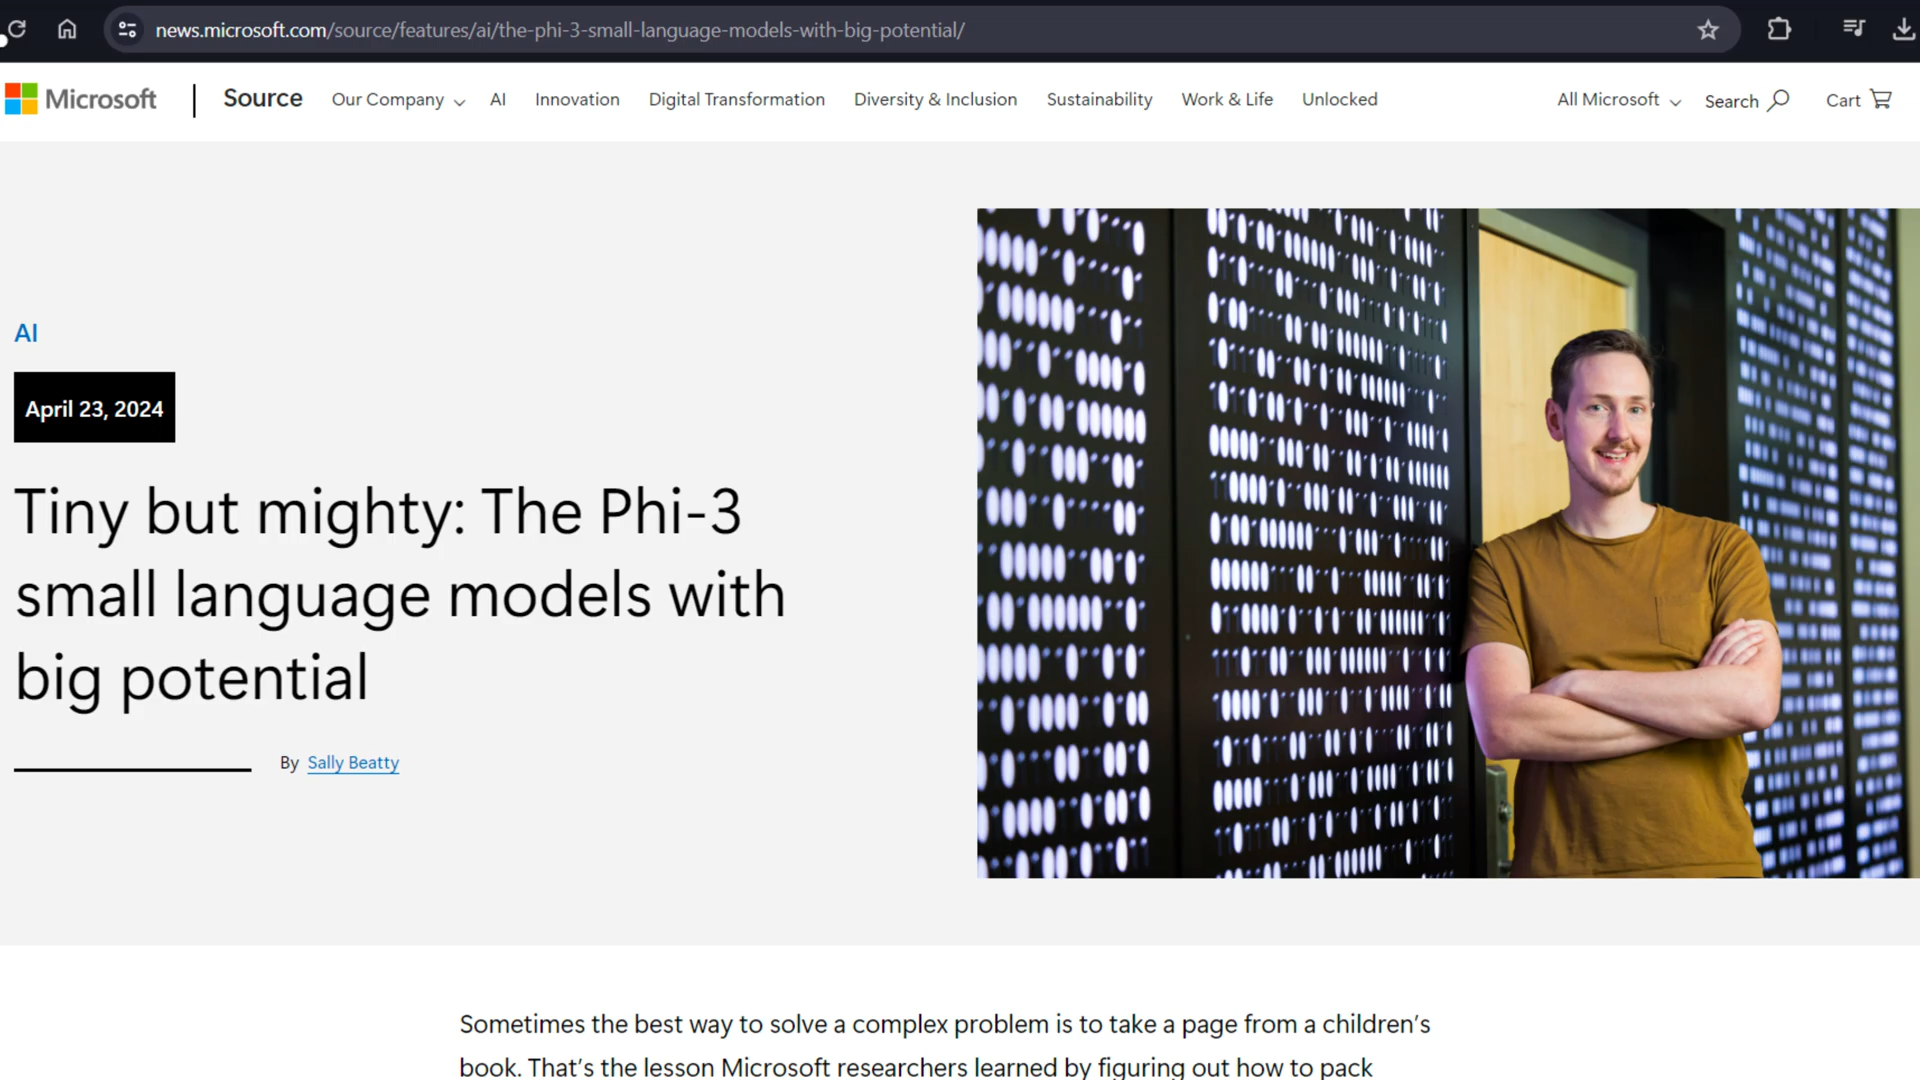 news.microsoft.com/source/features/ai/the-phi-3-small-language-models-with-big-potential/
Microsoft Source Our Company AI Innovation Digital Transformation Diversity & Inclusion Sustainability Work & Life Unlocked All Microsoft Search Cart
AI
April 23, 2024
Tiny but mighty: The Phi-3
small language models with
big potential
By Sally Beatty
Sometimes the best way to solve a complex problem is to take a page from a children’s
book. That’s the lesson Microsoft researchers learned by figuring out how to pack